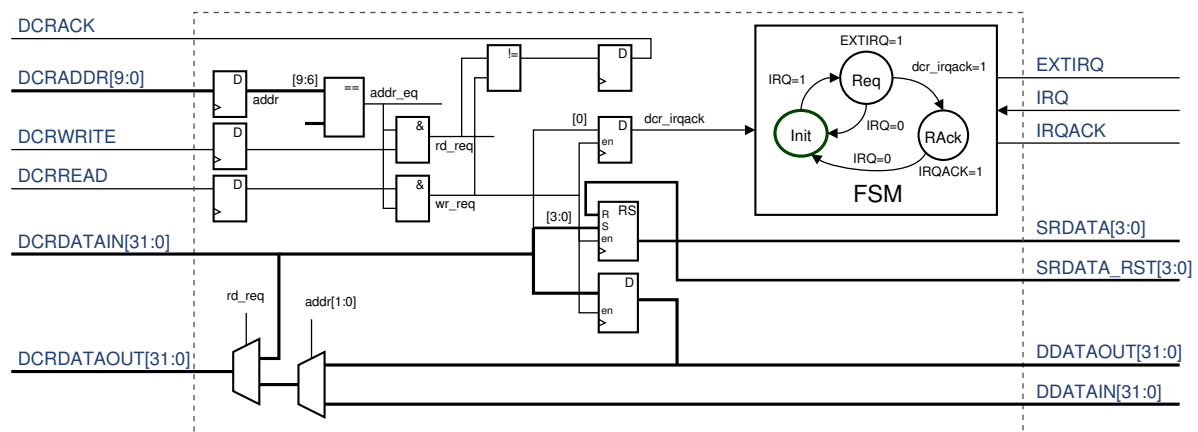 DCRACK
DCRADDR[9:0]
DCRWRITE
DCRREAD
DCRDATAIN[31:0]
DCRDATAOUT[31:0]
D
addr
[9:6]
==
addr_eq
D
D
&
rd_req
&
wr_req
!=
D
[0]
D
en
dcr_irqack
[3:0]
R
S
RS
en
D
en
rd_req
addr[1:0]
EXTIRQ=1
IRQ=1
Req
dcr_irqack=1
Init
IRQ=0
RAck
IRQ=0
IRQACK=1
FSM
EXTIRQ
IRQ
IRQACK
SRDATA[3:0]
SRDATA_RST[3:0]
DDATAOUT[31:0]
DDATAIN[31:0]